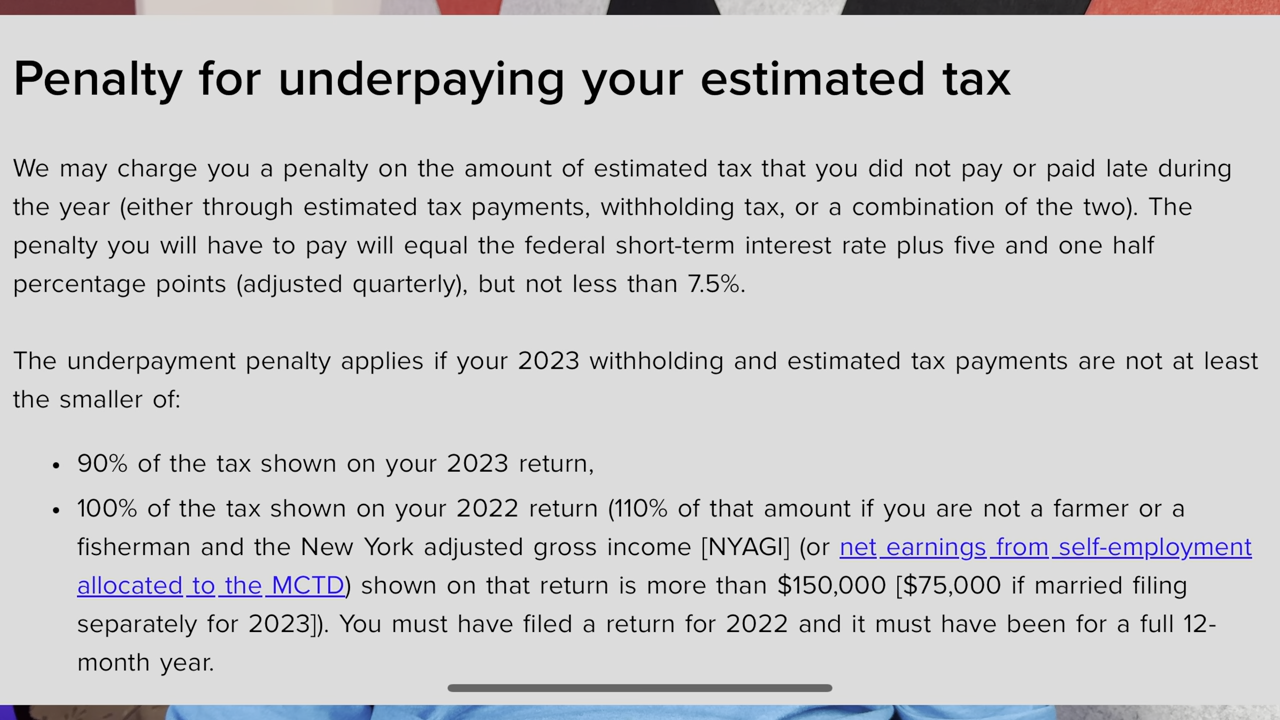 Penalty for underpaying your estimated tax
We may charge you a penalty on the amount of estimated tax that you did not pay or paid late during
the year (either through estimated tax payments, withholding tax, or a combination of the two). The
penalty you will have to pay will equal the federal short-term interest rate plus five and one half
percentage points (adjusted quarterly), but not less than 7.5%.
The underpayment penalty applies if your 2023 withholding and estimated tax payments are not at least
the smaller of:
• 90% of the tax shown on your 2023 return,
• 100% of the tax shown on your 2022 return (110% of that amount if you are not a farmer or a
fisherman and the New York adjusted gross income [NYAGI] (or net earnings from self-employment
allocated to the MCTD) shown on that return is more than $150,000 [$75,000 if married filing
separately for 2023]). You must have filed a return for 2022 and it must have been for a full 12-
month year.